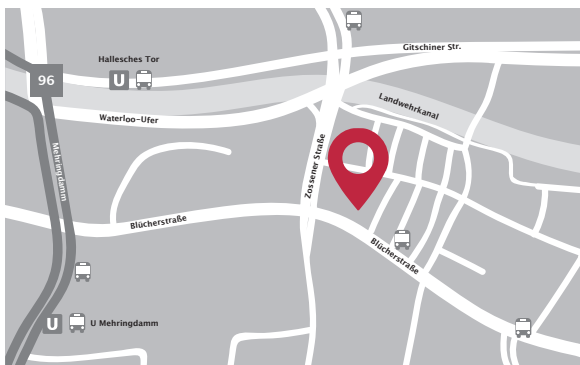 Gitschiner Str.
Hallesches Tor
U
96
Landwehrkanal
Waterloo-Ufer
Zossener Straße
Mehringdamm
Blücherstraße
Blücherstraße
U
U Mehringdamm